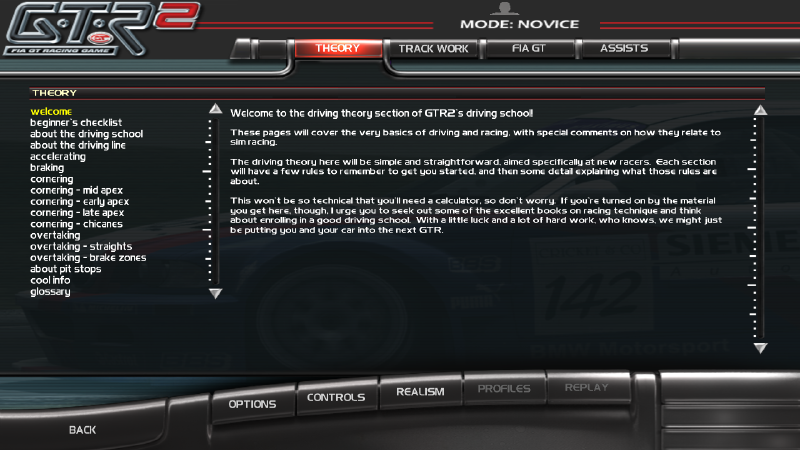 GTR2
FIA GT RACING GAME
MODE: NOVICE
THEORY
TRACK WORK
FIA GT
ASSISTS
THEORY
welcome
beginner's checklist
about the driving school
about the driving line
accelerating
braking
cornering
cornering - mid apex
cornering - early apex
cornering - late apex
cornering - chicanes
overtaking
overtaking - straights
overtaking - brake zones
about pit stops
cool info
glossary
Welcome to the driving theory section of GTR2's driving school!
These pages will cover the very basics of driving and racing, with special comments on how they relate to
sim racing.
The driving theory here will be simple and straightforward, aimed specifically at new racers. Each section
will have a few rules to remember to get you started, and then some detail explaining what those rules are
about.
This won't be so technical that you'll need a calculator, so don't worry. If you're turned on by the material
you get here, though, I urge you to seek out some of the excellent books on racing technique and think
about enrolling in a good driving school. With a little luck and a lot of hard work, who knows, we might just
be putting you and your car into the next GTR.
SIEMENS
142
BMW Motorsport
OPTIONS
CONTROLS
REALISM
PROFILES
REPLAY
BACK